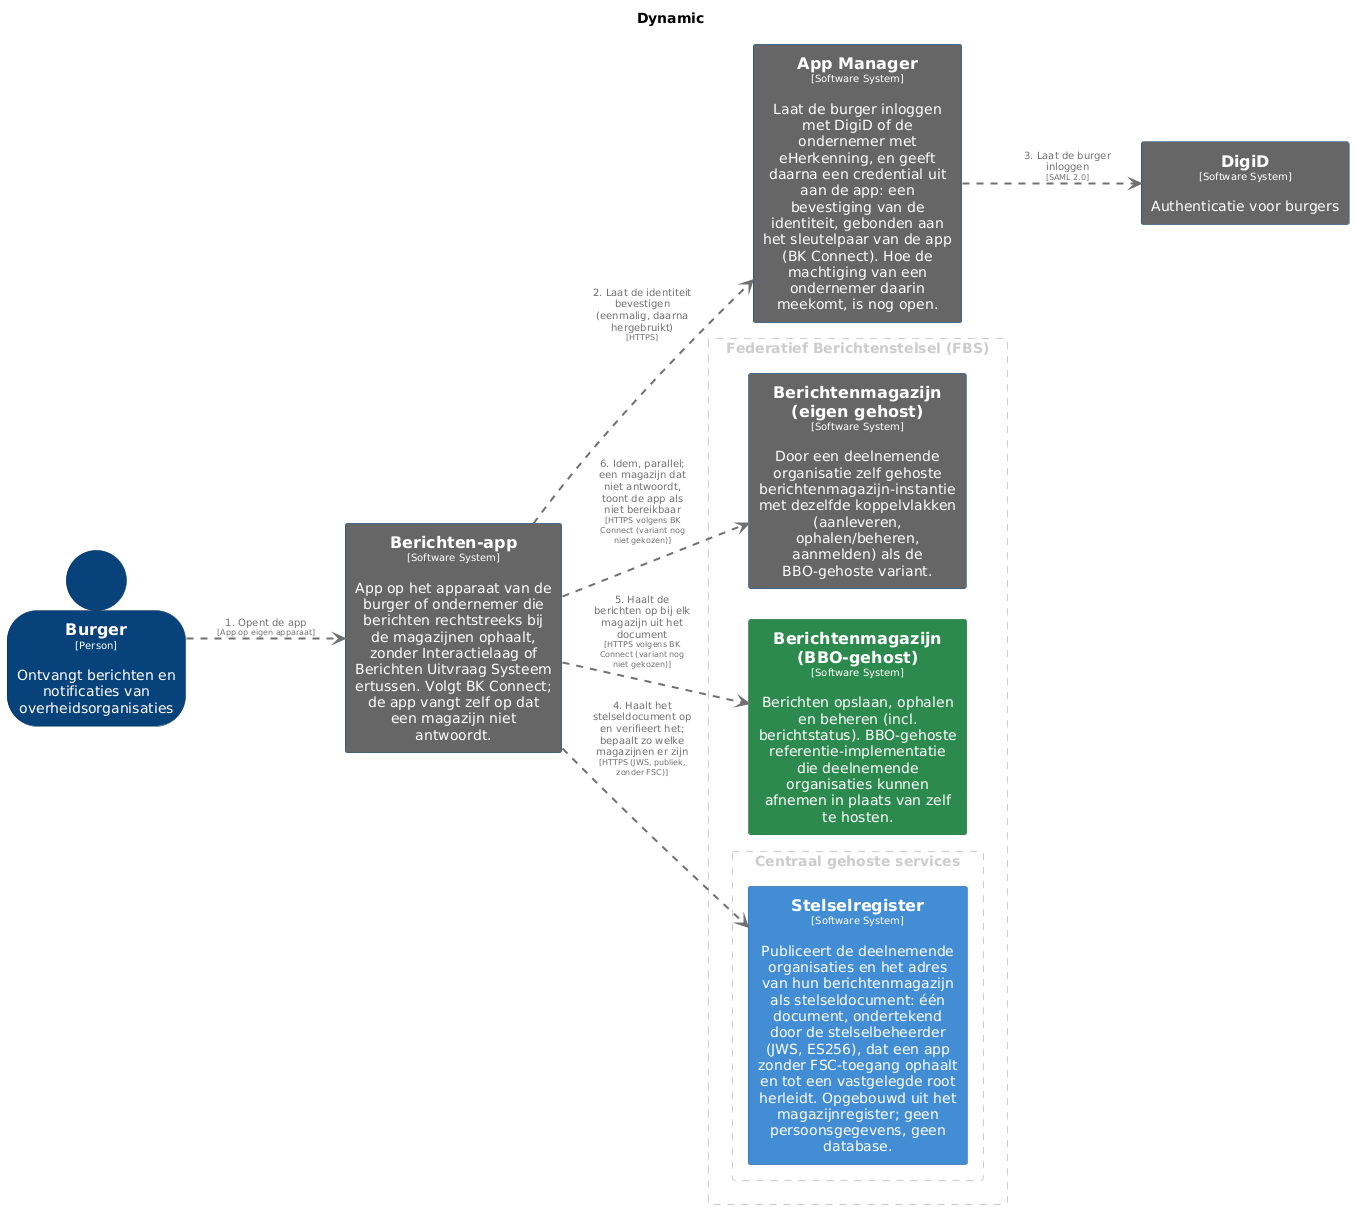 Dynamic
App Manager
[Software System]
Laat de burger inloggen
met DigiD of de
ondernemer met
eHerkenning, en geeft
daarna een credential uit
aan de app: een
bevestiging van de
identiteit, gebonden aan
het sleutelpaar van de app
(BK Connect). Hoe de
machtiging van een
ondernemer daarin
meekomt, is nog open.
3. Laat de burger
inloggen
[SAML 2.0]
DigiD
[Software System]
Authenticatie voor burgers
2. Laat de identiteit
bevestigen
(eenmalig, daarna
hergebruikt)
[HTTPS]
Federatief Berichtenstelsel (FBS)
Berichtenmagazijn
(eigen gehost)
[Software System]
Door een deelnemende
organisatie zelf gehoste
berichtenmagazijn-instantie
met dezelfde koppelvlakken
(aanleveren,
ophalen/beheren,
aanmelden) als de
BBO-gehoste variant.
6. Idem, parallel;
een magazijn dat
niet antwoordt,
toont de app als
niet bereikbaar
[HTTPS volgens BK
Connect (variant nog
niet gekozen)]
Berichten-app
[Software System]
App op het apparaat van de
burger of ondernemer die
berichten rechtstreeks bij
de magazijnen ophaalt,
zonder Interactielaag of
Berichten Uitvraag Systeem
ertussen. Volgt BK Connect;
de app vangt zelf op dat
een magazijn niet
antwoordt.
Burger
[Person]
Ontvangt berichten en
notificaties van
overheidsorganisaties
1. Opent de app
[App op eigen apparaat]
5. Haalt de
berichten op bij elk
magazijn uit het
document
[HTTPS volgens BK
Connect (variant nog
niet gekozen)]
Berichtenmagazijn
(BBO-gehost)
[Software System]
Berichten opslaan, ophalen
en beheren (incl.
berichtstatus). BBO-gehoste
referentie-implementatie
die deelnemende
organisaties kunnen
afnemen in plaats van zelf
te hosten.
4. Haalt het
stelseldocument op
en verifieert het;
bepaalt zo welke
magazijnen er zijn
[HTTPS (JWS, publiek,
zonder FSC)]
Centraal gehoste services
Stelselregister
[Software System]
Publiceert de deelnemende
organisaties en het adres
van hun berichtenmagazijn
als stelseldocument: één
document, ondertekend
door de stelselbeheerder
(JWS, ES256), dat een app
zonder FSC-toegang ophaalt
en tot een vastgelegde root
herleidt. Opgebouwd uit het
magazijnregister; geen
persoonsgegevens, geen
database.